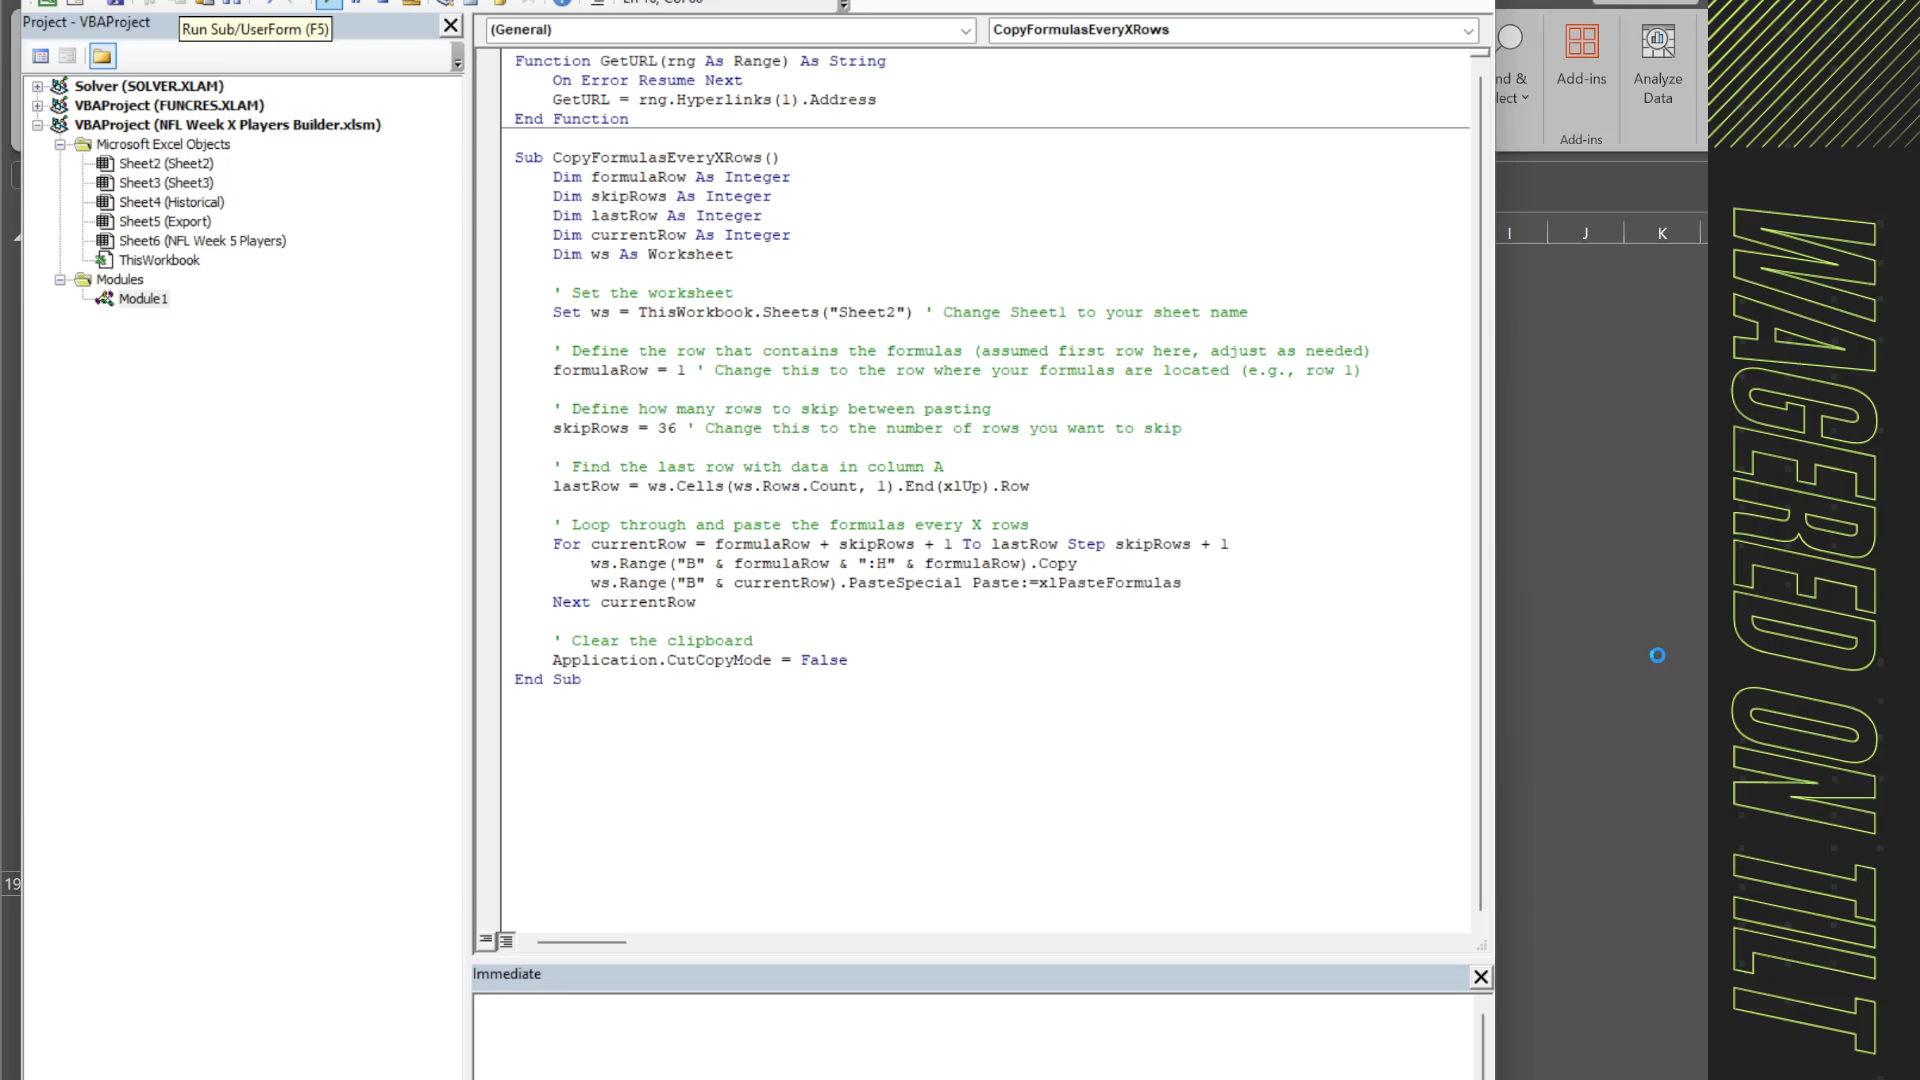 Project - VBAProject
Run Sub/UserForm (F5)
Solver (SOLVER.XLAM)
VBAProject (FUNCRES.XLAM)
VBAProject (NFL Week X Players Builder.xlsm)
Microsoft Excel Objects
Sheet2 (Sheet2)
Sheet3 (Sheet3)
Sheet4 (Historical)
Sheet5 (Export)
Sheet6 (NFL Week 5 Players)
ThisWorkbook
Modules
Module1
19
(General)
CopyFormulasEveryXRows
Function GetURL(rng As Range) As String
On Error Resume Next
GetURL = rng.Hyperlinks(1).Address
End Function
Sub CopyFormulasEveryXRows()
Dim formulaRow As Integer
Dim skipRows As Integer
Dim lastRow As Integer
Dim currentRow As Integer
Dim ws As Worksheet
' Set the worksheet
Set ws = ThisWorkbook.Sheets("Sheet2") ' Change Sheet1 to your sheet name
' Define the row that contains the formulas (assumed first row here, adjust as needed)
formulaRow = 1 ' Change this to the row where your formulas are located (e.g., row 1)
' Define how many rows to skip between pasting
skipRows = 36 ' Change this to the number of rows you want to skip
' Find the last row with data in column A
lastRow = ws.Cells(ws.Rows.Count, 1).End(xlUp).Row
' Loop through and paste the formulas every X rows
For currentRow = formulaRow + skipRows + 1 To lastRow Step skipRows + 1
ws.Range("B" & formulaRow & ":H" & formulaRow).Copy
ws.Range("B" & currentRow).PasteSpecial Paste:=xlPasteFormulas
Next currentRow
' Clear the clipboard
Application.CutCopyMode = False
End Sub
Immediate
Add-ins
Analyze
Data
Add-ins
I
J
K
WAGERED ON TILT